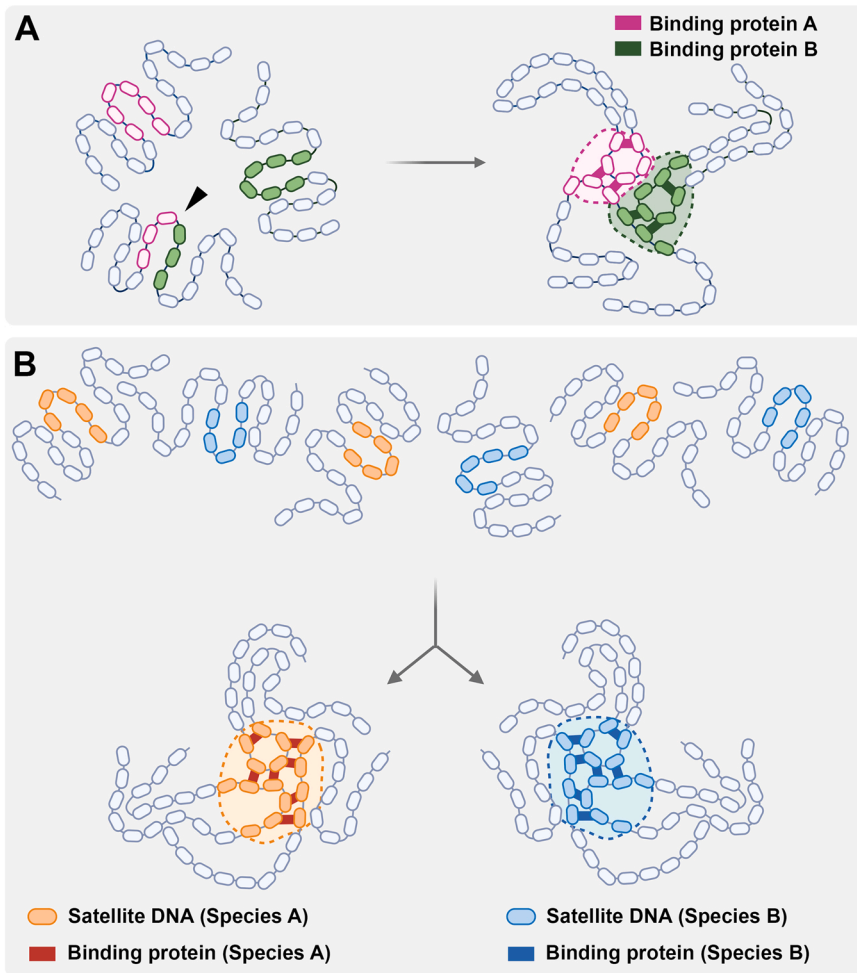 A
Binding protein A
Binding protein B
B
Satellite DNA (Species A)
Binding protein (Species A)
Satellite DNA (Species B)
Binding protein (Species B)